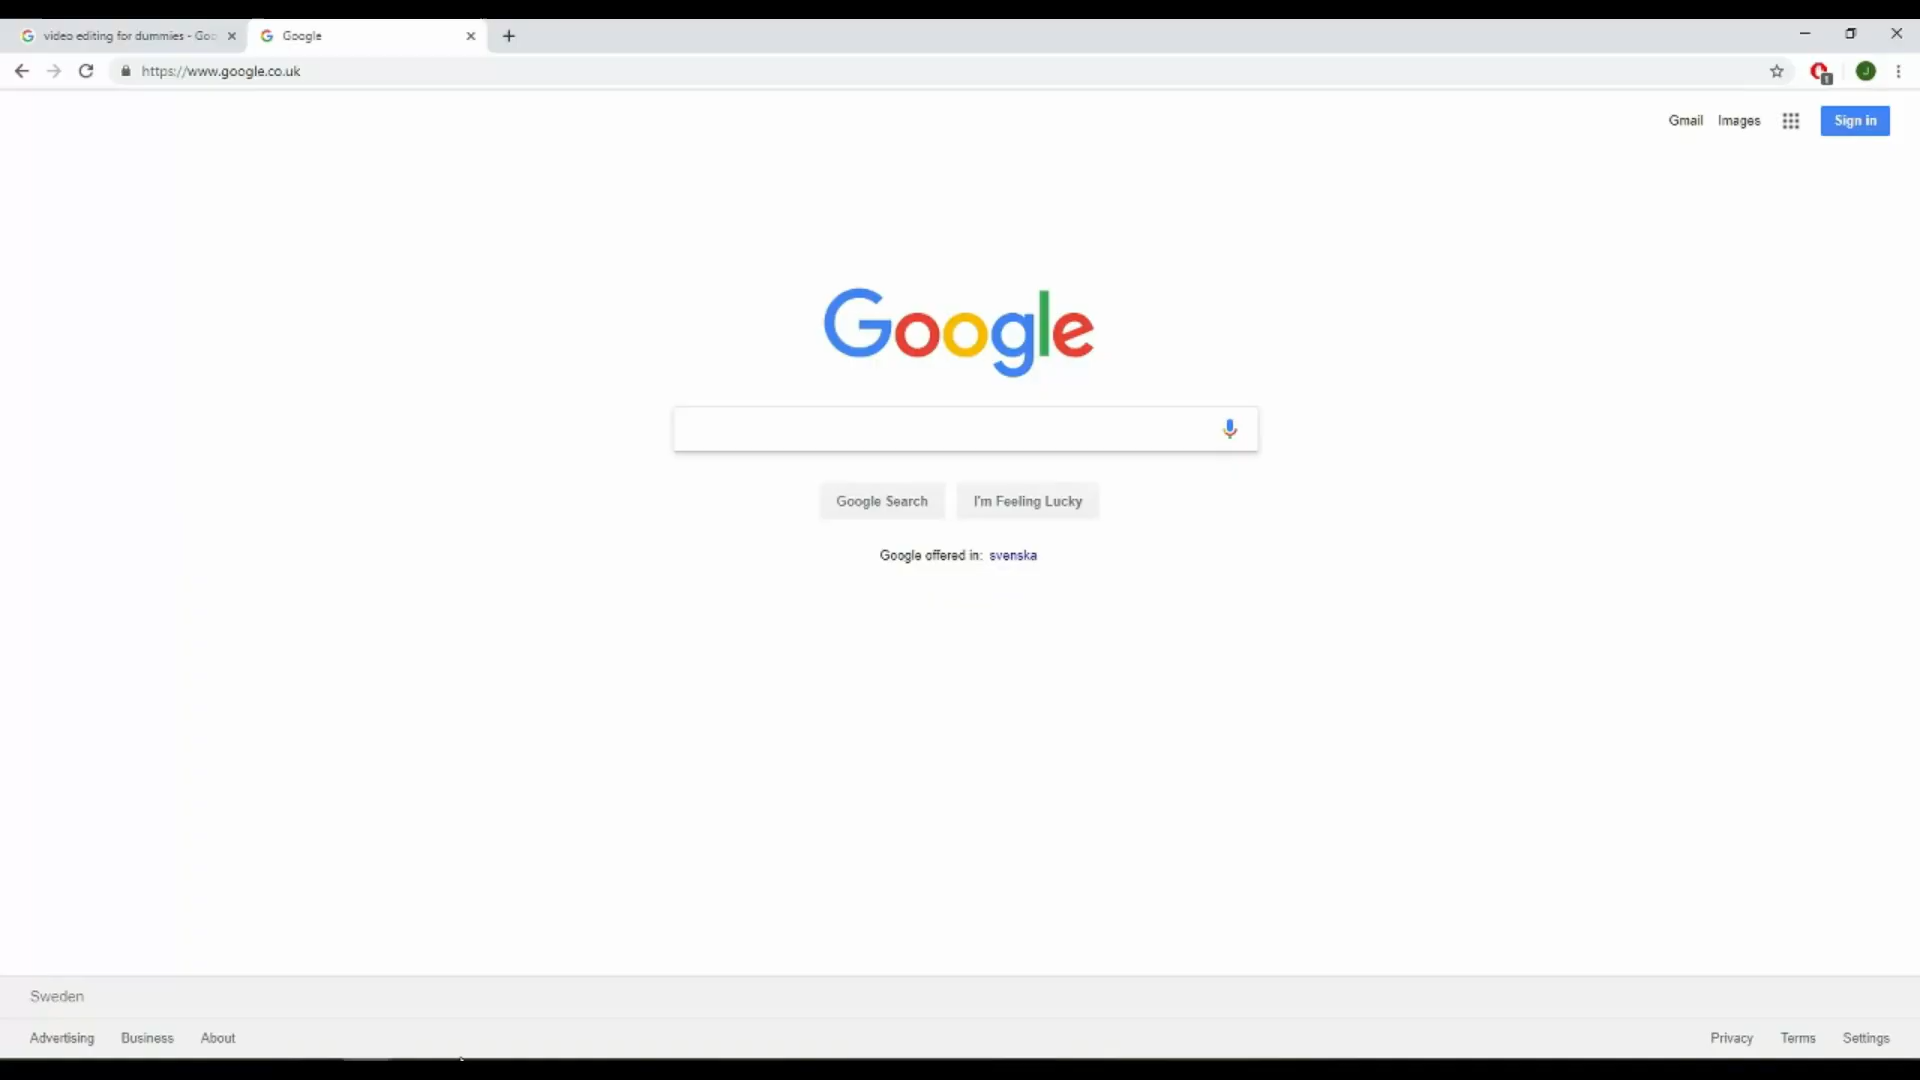 video editing for dummies - Goo
Google
https://www.google.co.uk
J
Gmail Images Sign in
Google
Google Search I'm Feeling Lucky
Google offered in: svenska
Sweden
Advertising Business About Privacy Terms Settings